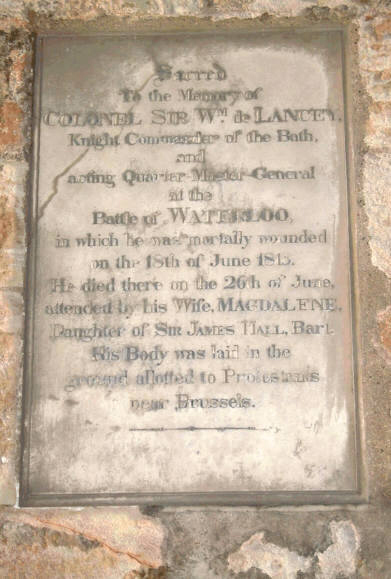 Sacred
To the Memory of
COLONEL SIR Wᴹ de LANCEY,
Knight Commander of the Bath,
and
acting Quarter-Master-General
at the
Battle of WATTERLOO,
in which he was mortally wounded
on the 18th of June 1815.
He died there on the 26th of June,
attended by his Wife, MAGDALENE,
Daughter of SIR JAMES HALL, Bart.
His Body was laid in the
ground allotted to Protestants
near Brussels.